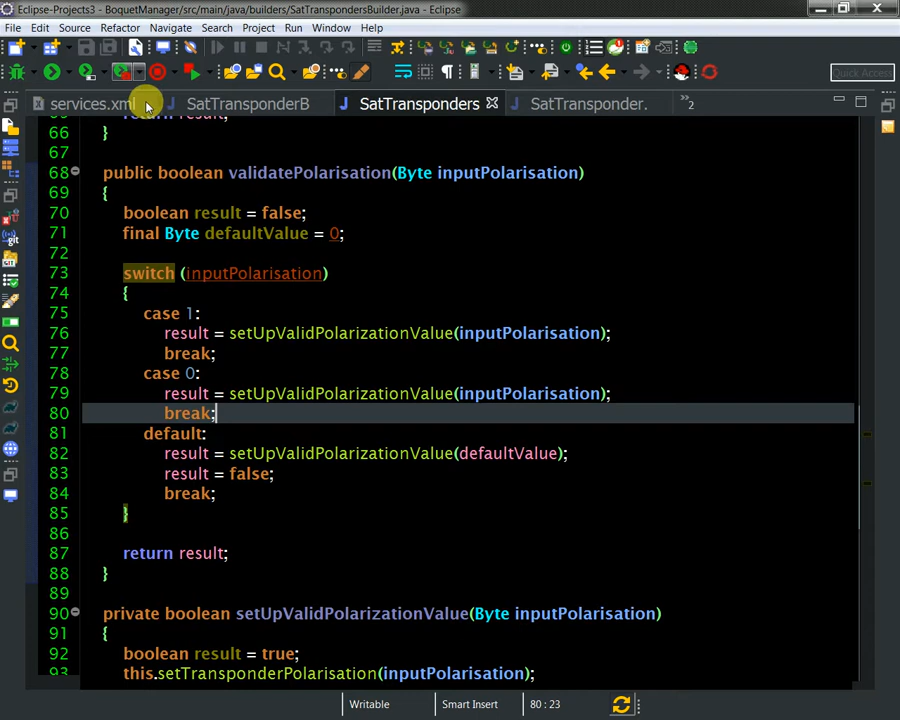 Eclipse-Projects3 - BoquetManager/src/main/java/builders/SatTranspondersBuilder.java - Eclipse
File Edit Source Refactor Navigate Search Project Run Window Help
Quick Access
services.xml SatTransponderB SatTransponders SatTransponder. »2
return result;
66 }
67
68 public boolean validatePolarisation(Byte inputPolarisation)
69 {
70 boolean result = false;
71 final Byte defaultValue = 0;
72
73 switch (inputPolarisation)
74 {
75 case 1:
76 result = setUpValidPolarizationValue(inputPolarisation);
77 break;
78 case 0:
79 result = setUpValidPolarizationValue(inputPolarisation);
80 break;
81 default:
82 result = setUpValidPolarizationValue(defaultValue);
83 result = false;
84 break;
85 }
86
87 return result;
88 }
89
90 private boolean setUpValidPolarizationValue(Byte inputPolarisation)
91 {
92 boolean result = true;
93 this.setTransponderPolarisation(inputPolarisation);
Writable Smart Insert 80 : 23